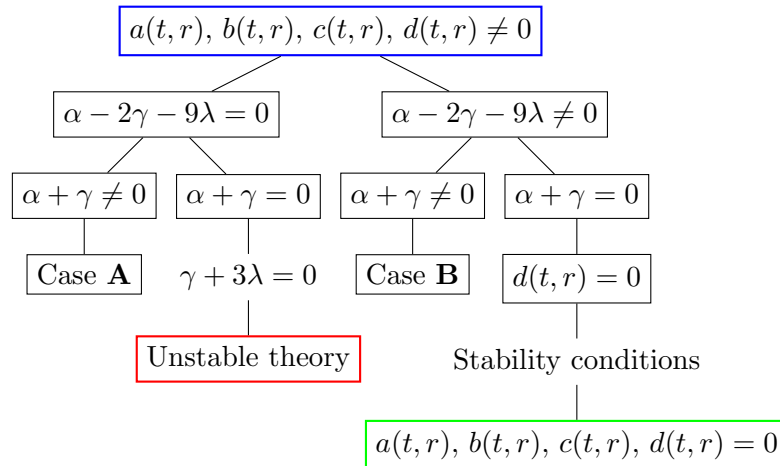 a(t, r), b(t, r), c(t, r), d(t, r) ≠ 0
α − 2γ − 9λ = 0
α − 2γ − 9λ ≠ 0
α + γ ≠ 0
α + γ = 0
α + γ ≠ 0
α + γ = 0
Case A
γ + 3λ = 0
Case B
d(t, r) = 0
Unstable theory
Stability conditions
a(t, r), b(t, r), c(t, r), d(t, r) = 0